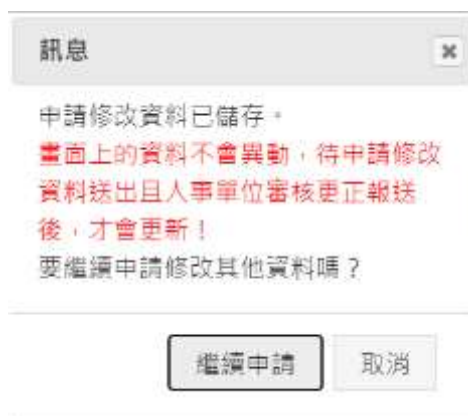 訊息
申請修改資料已儲存。
畫面上的資料不會異動，待申請修改
資料送出且人事單位審核更正報送
後，才會更新！
要繼續申請修改其他資料嗎？
繼續申請
取消